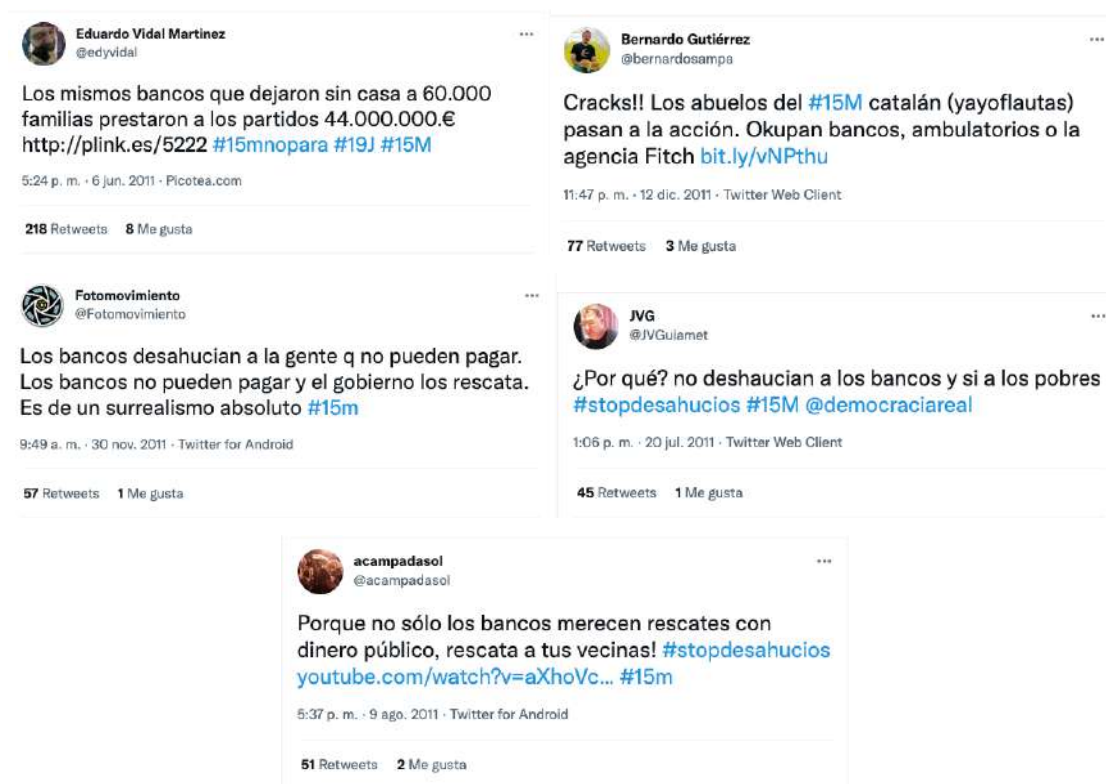 Eduardo Vidal Martinez
@edyvidal
Los mismos bancos que dejaron sin casa a 60.000
familias prestaron a los partidos 44.000.000.€
http://plink.es/5222 #15mnopara #19J #15M
5:24 p. m. · 6 jun. 2011 · Picotea.com
218 Retweets 8 Me gusta
Bernardo Gutiérrez
@bernardosampa
Cracks!! Los abuelos del #15M catalán (yayoflautas)
pasan a la acción. Okupan bancos, ambulatorios o la
agencia Fitch bit.ly/vNPthu
11:47 p. m. · 12 dic. 2011 · Twitter Web Client
77 Retweets 3 Me gusta
Fotomovimiento
@Fotomovimiento
Los bancos desahucian a la gente q no pueden pagar.
Los bancos no pueden pagar y el gobierno los rescata.
Es de un surrealismo absoluto #15m
9:49 a. m. · 30 nov. 2011 · Twitter for Android
57 Retweets 1 Me gusta
JVG
@JVGuiamet
¿Por qué? no deshaucian a los bancos y si a los pobres
#stopdesahucios #15M @democraciareal
1:06 p. m. · 20 jul. 2011 · Twitter Web Client
45 Retweets 1 Me gusta
acampadasol
@acampadasol
Porque no sólo los bancos merecen rescates con
dinero público, rescata a tus vecinas! #stopdesahucios
youtube.com/watch?v=aXhoVc... #15m
5:37 p. m. · 9 ago. 2011 · Twitter for Android
51 Retweets 2 Me gusta